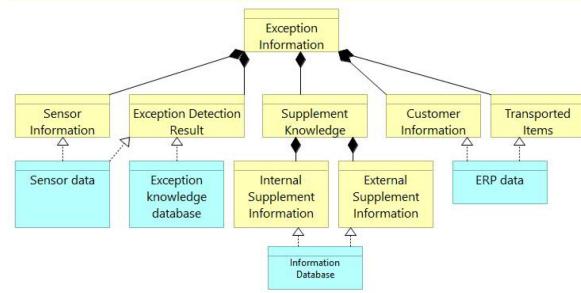 Exception
Information
Sensor
Information
Exception Detection
Result
Supplement
Knowledge
Customer
Information
Transported
Items
Sensor data
Exception
knowledge
database
Internal
Supplement
Information
External
Supplement
Information
ERP data
Information
Database